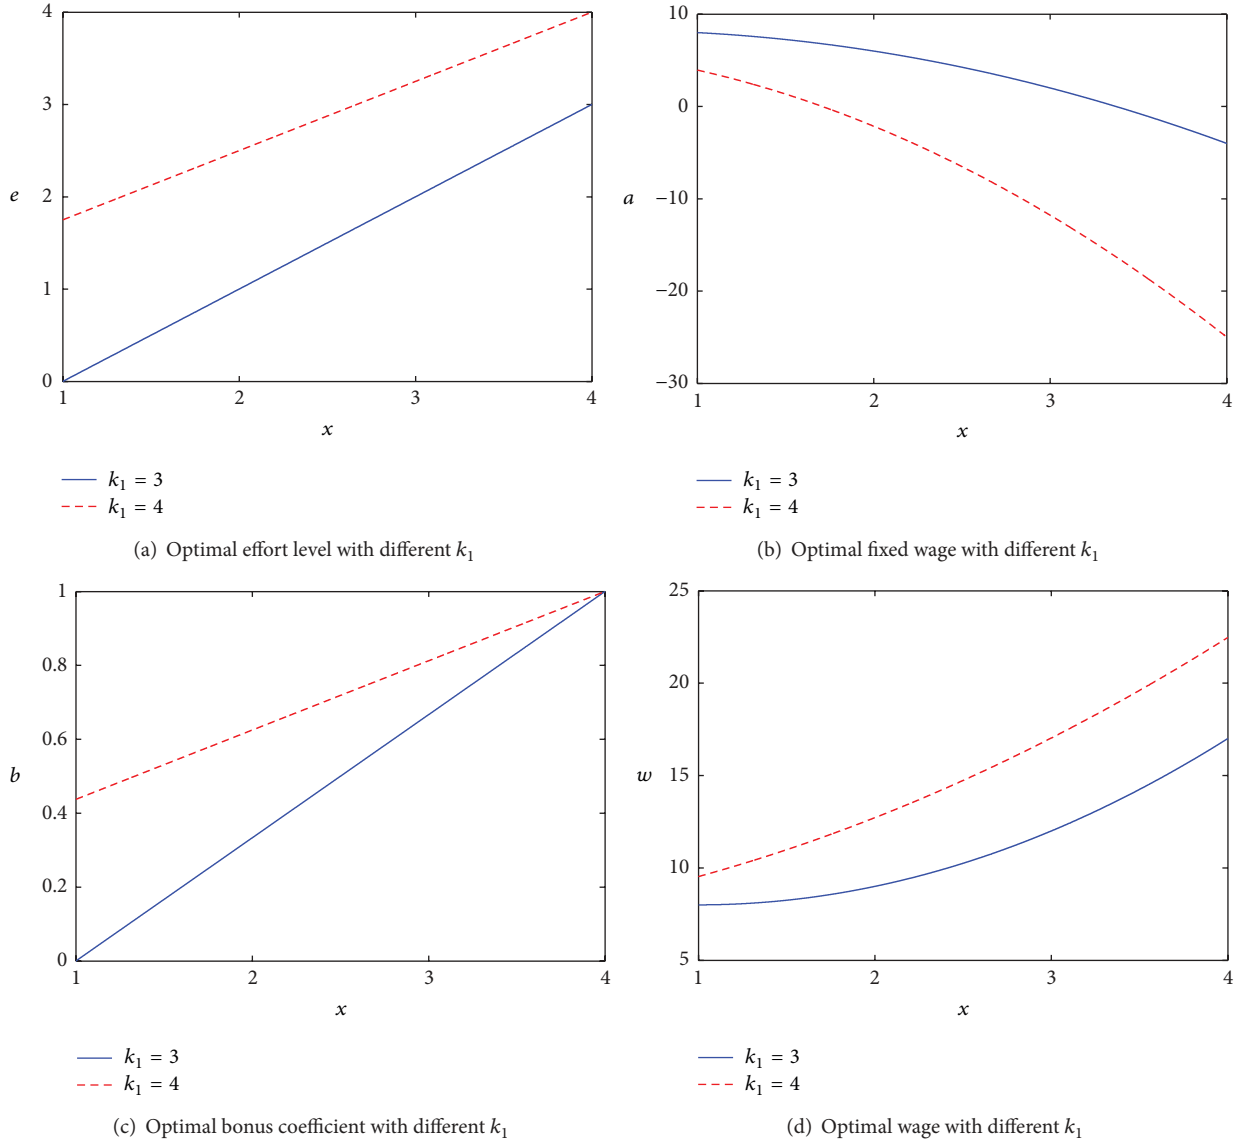 4
3
2
1
0
e
1
2
3
4
x
k₁ = 3
k₁ = 4
(a) Optimal effort level with different k₁
10
0
−10
−20
−30
a
1
2
3
4
x
k₁ = 3
k₁ = 4
(b) Optimal fixed wage with different k₁
1
0.8
0.6
0.4
0.2
0
b
1
2
3
4
x
k₁ = 3
k₁ = 4
(c) Optimal bonus coefficient with different k₁
25
20
15
10
5
w
1
2
3
4
x
k₁ = 3
k₁ = 4
(d) Optimal wage with different k₁